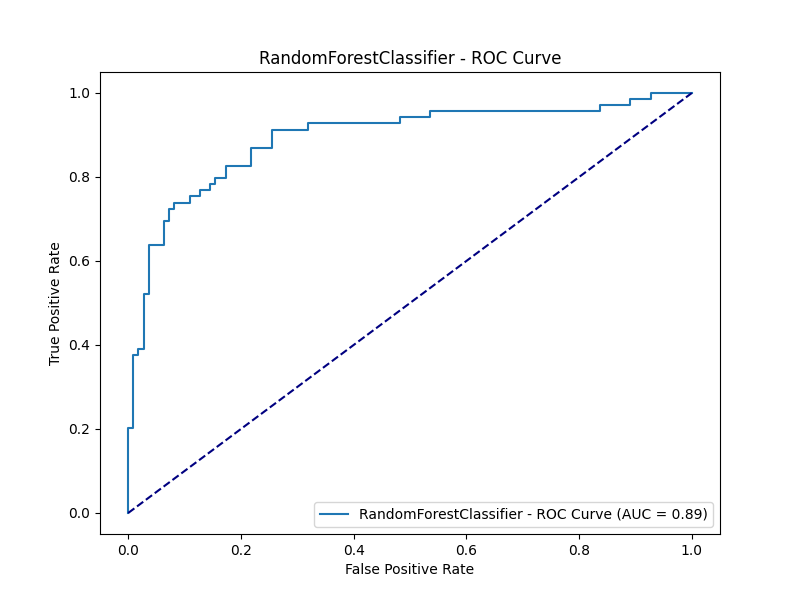 RandomForestClassifier - ROC Curve
True Positive Rate
1.0
0.8
0.6
0.4
0.2
0.0
RandomForestClassifier - ROC Curve (AUC = 0.89)
0.0 0.2 0.4 0.6 0.8 1.0
False Positive Rate